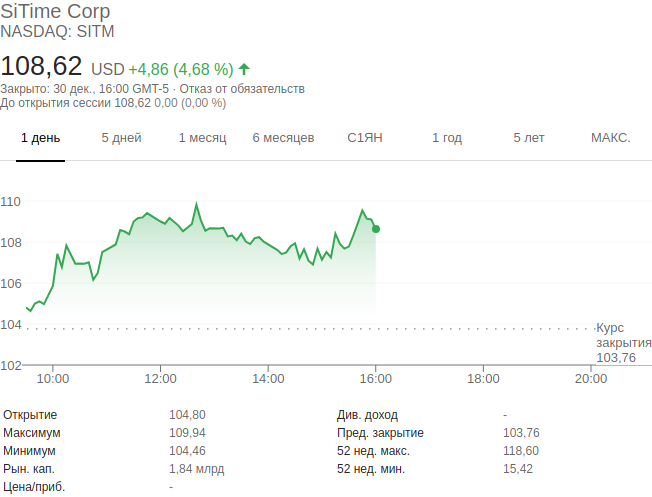 SiTime Corp
NASDAQ: SITM
108,62 USD +4,86 (4,68 %)
Закрыто: 30 дек., 16:00 GMT-5 · Отказ от обязательств
До открытия сессии 108,62 0,00 (0,00 %)
1 день 5 дней 1 месяц 6 месяцев С1ЯН 1 год 5 лет МАКС.
110
108
106
104
Курс
закрытия
103,76
102
10:00 12:00 14:00 16:00 18:00 20:00
Открытие 104,80 Див. доход -
Максимум 109,94 Пред. закрытие 103,76
Минимум 104,46 52 нед. макс. 118,60
Рын. кап. 1,84 млрд 52 нед. мин. 15,42
Цена/приб. -